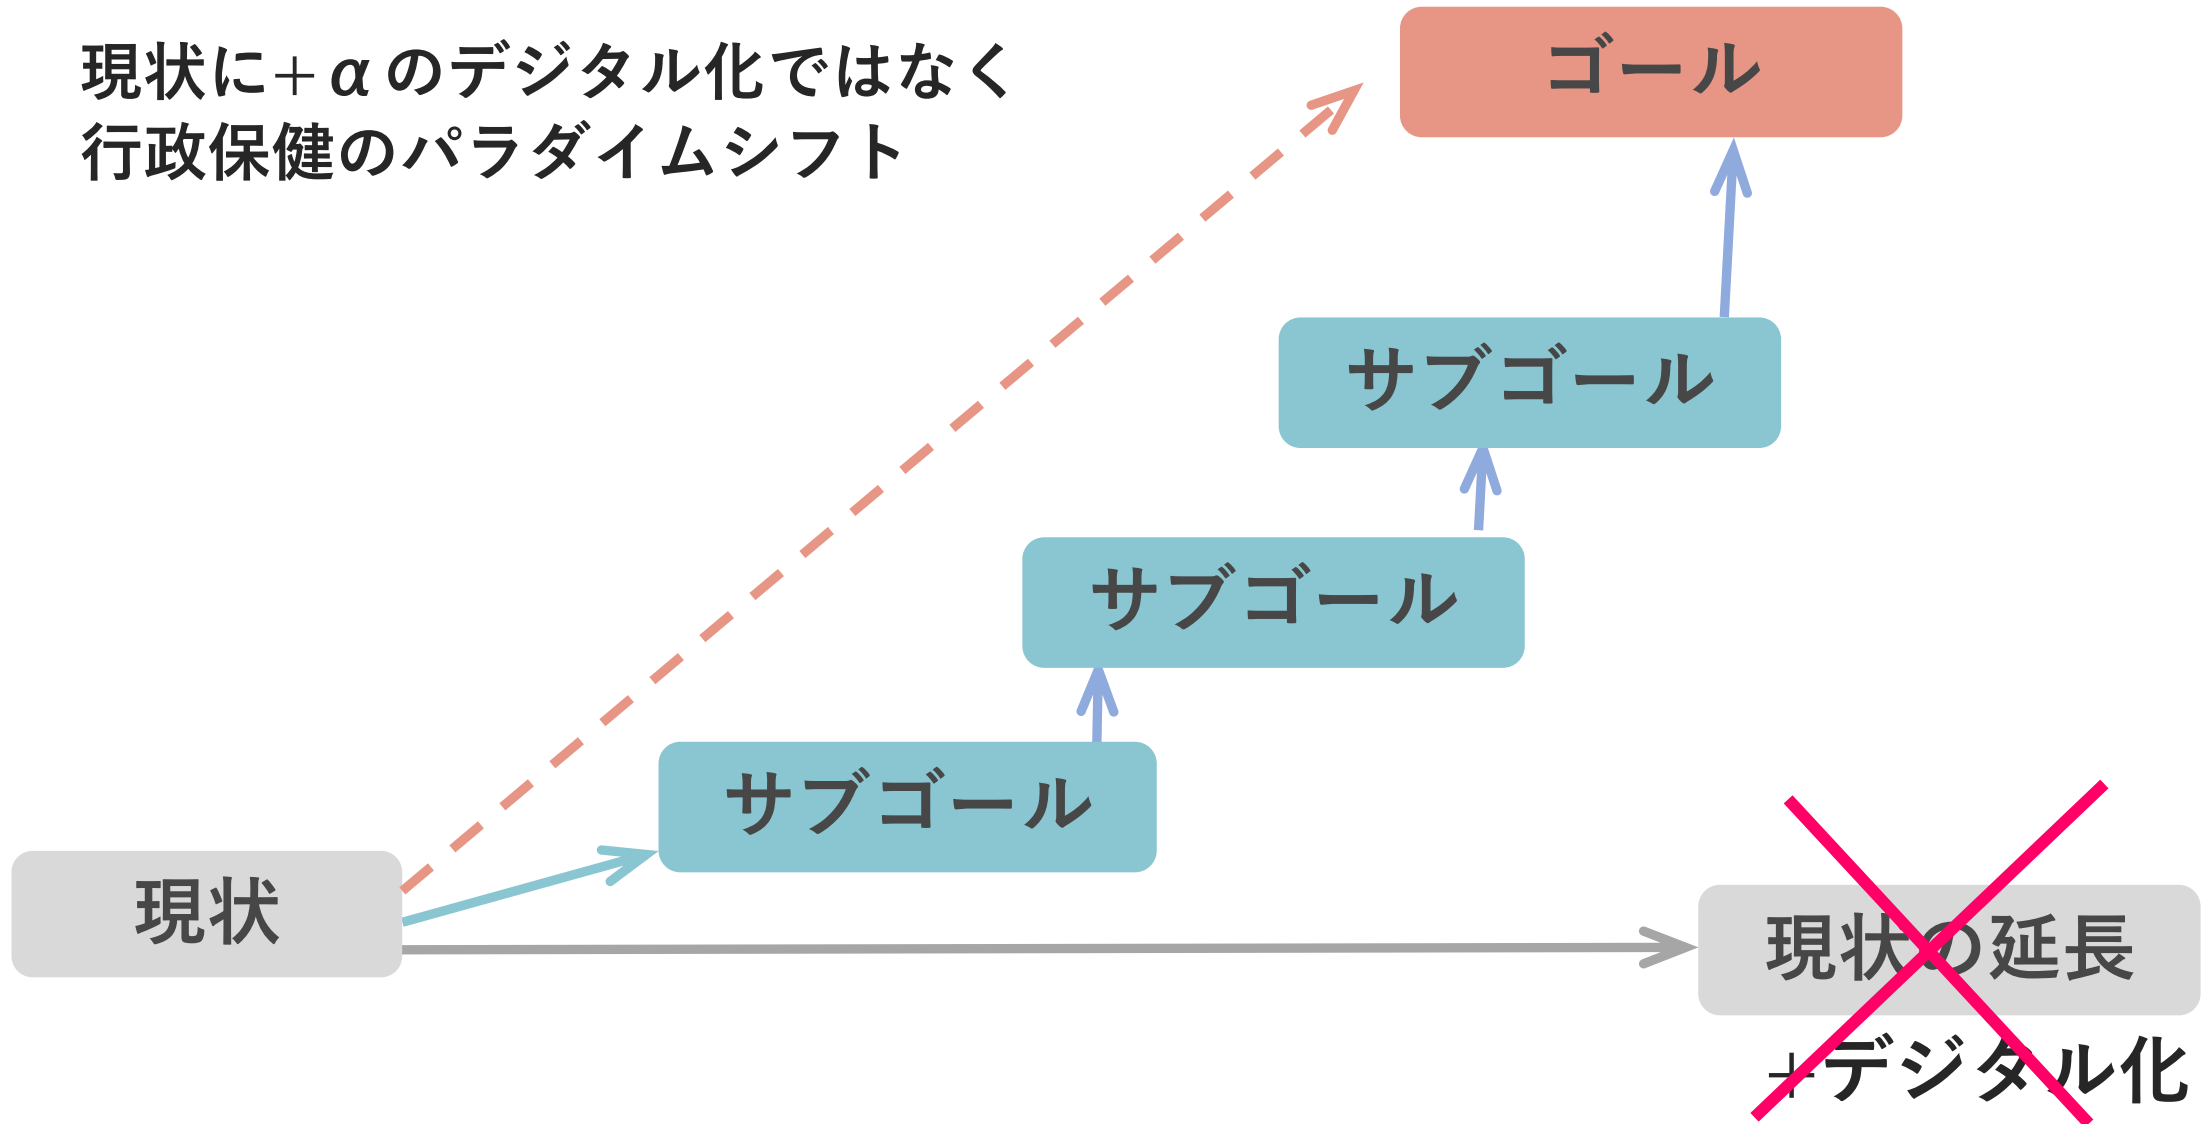 現状に+αのデジタル化ではなく
行政保健のパラダイムシフト
ゴール
サブゴール
サブゴール
サブゴール
現状
現状の延長
+デジタル化